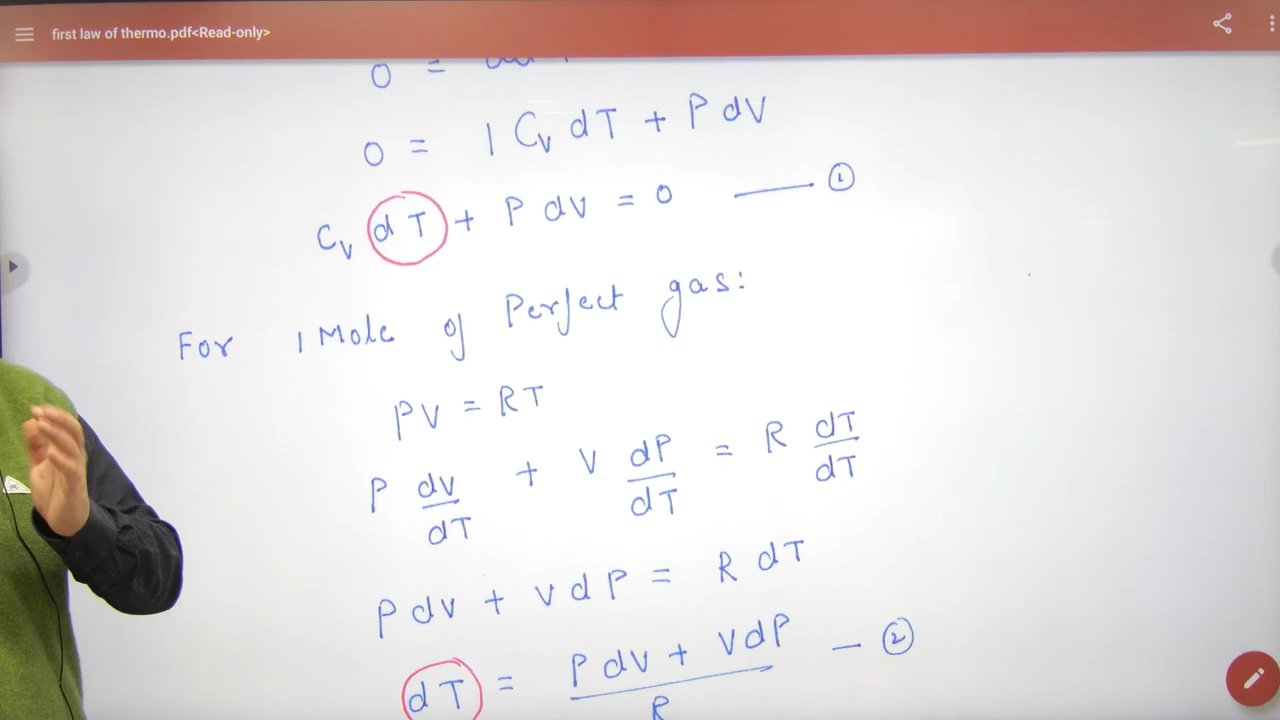 first law of thermo.pdf<Read-only>
0 =
0 = 1 Cv dT + P dV
Cv dT + P dv = 0 — ①
For 1 Mole of Perfect gas:
PV = RT
P dv/dT + V dP/dT = R dT/dT
P dv + V dP = R dT
dT = P dv + V dP / R — ②